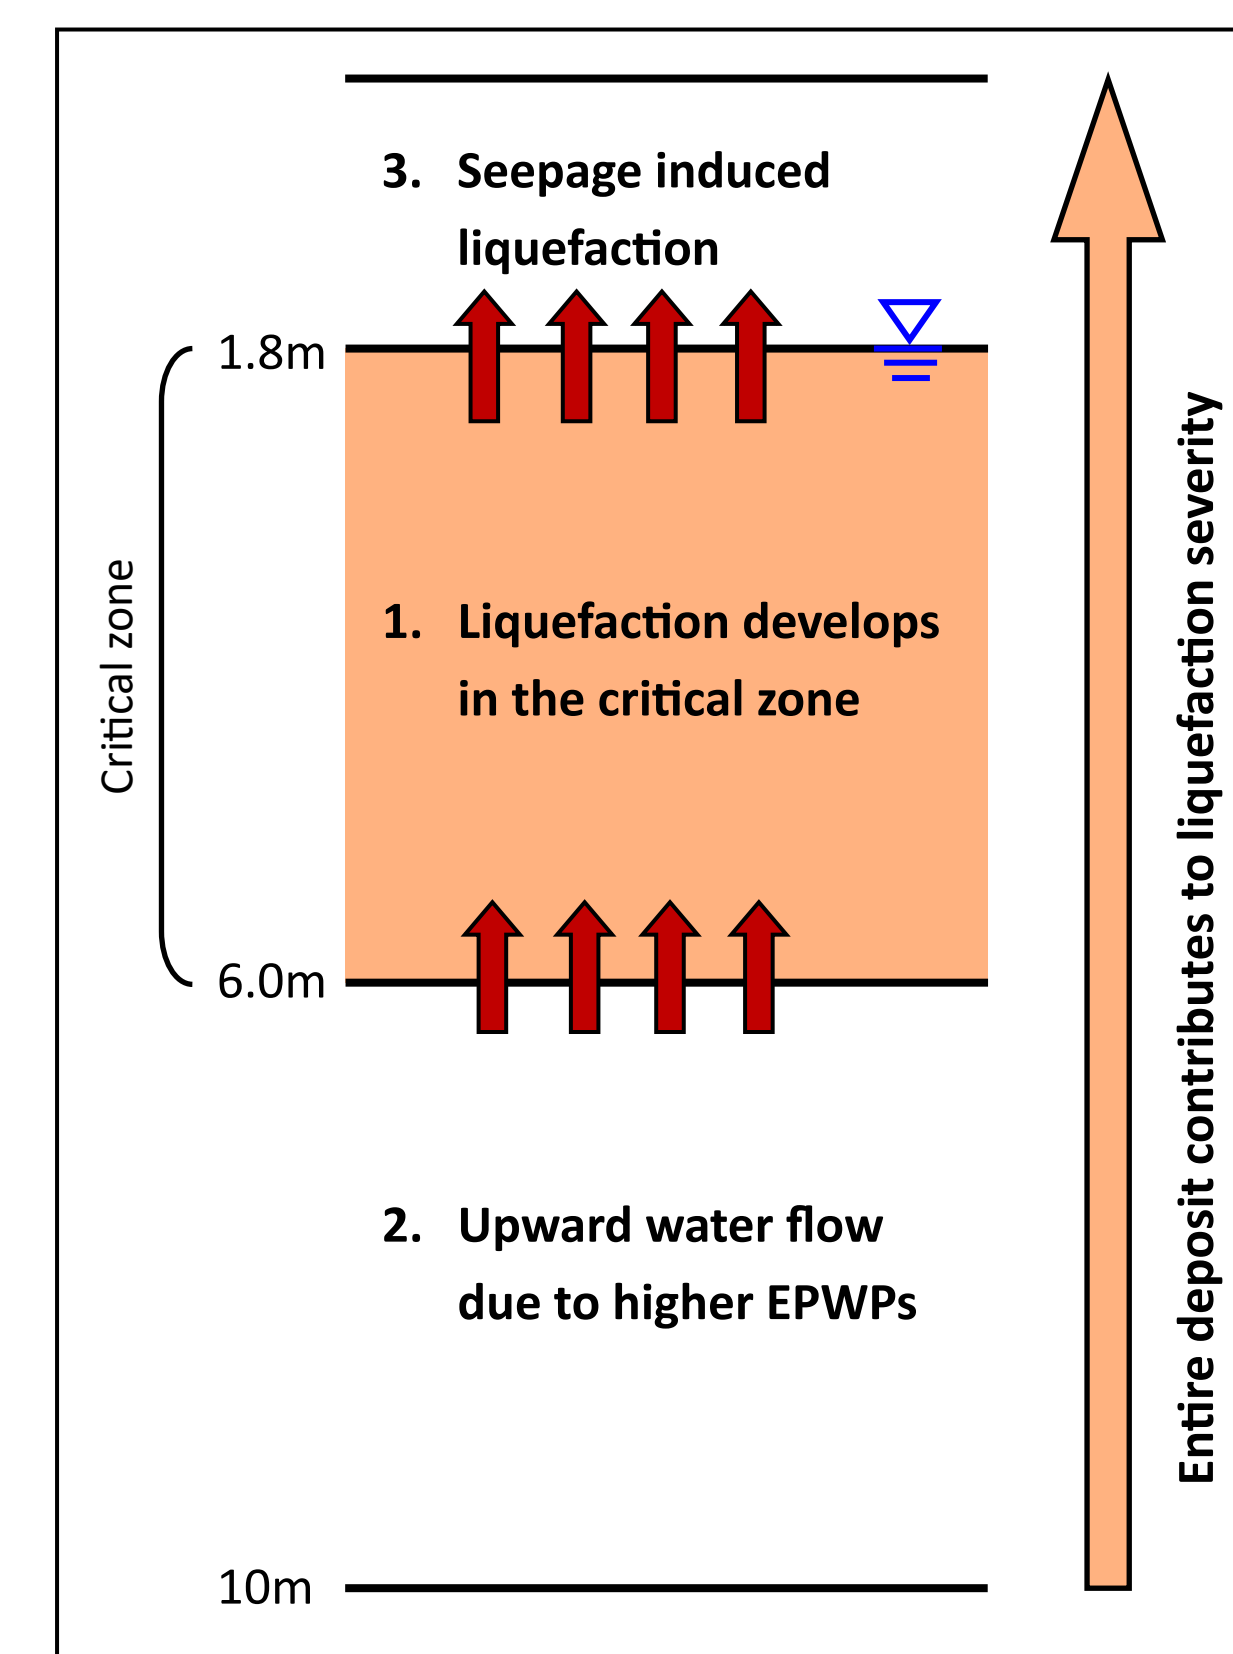 3. Seepage induced
liquefaction
1.8m
Critical zone
1. Liquefaction develops
in the critical zone
6.0m
2. Upward water flow
due to higher EPWPs
10m
Entire deposit contributes to liquefaction severity